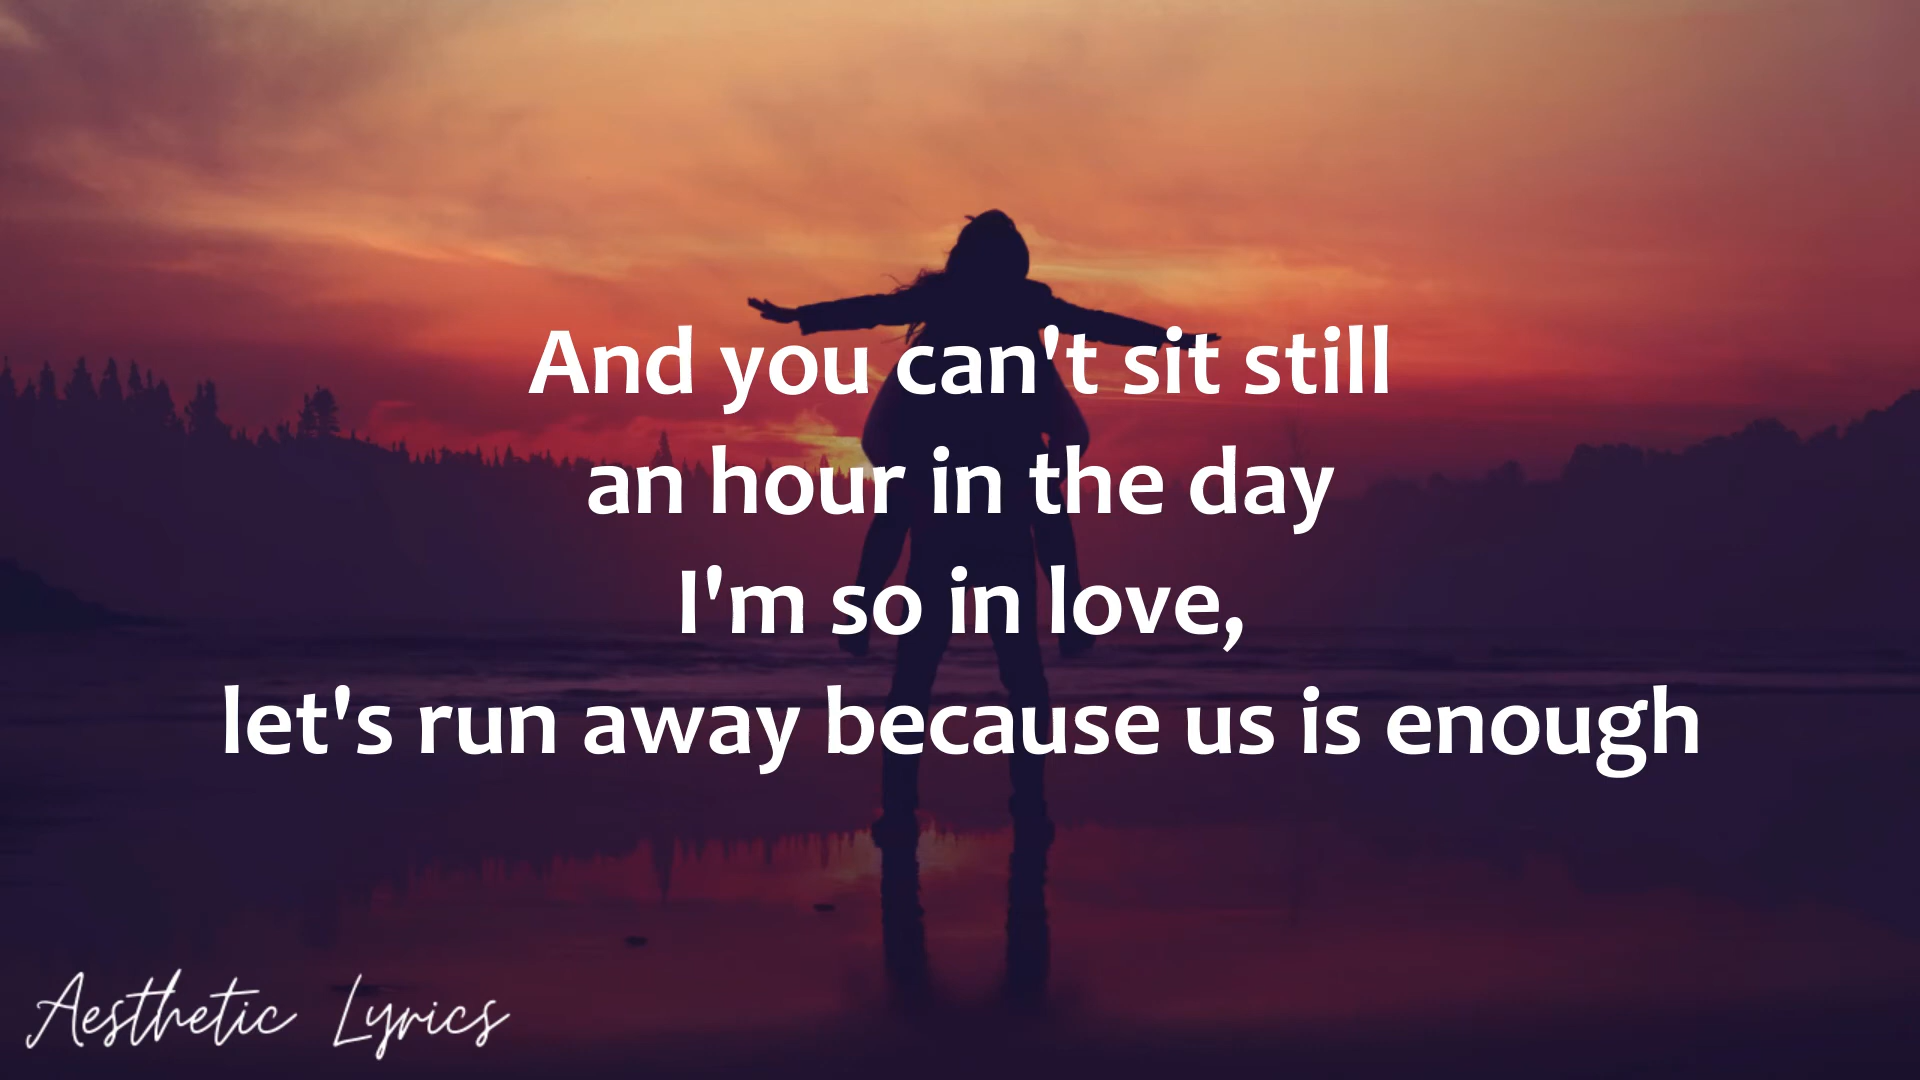 And you can't sit still
an hour in the day
I'm so in love,
let's run away because us is enough
Aesthetic Lyrics